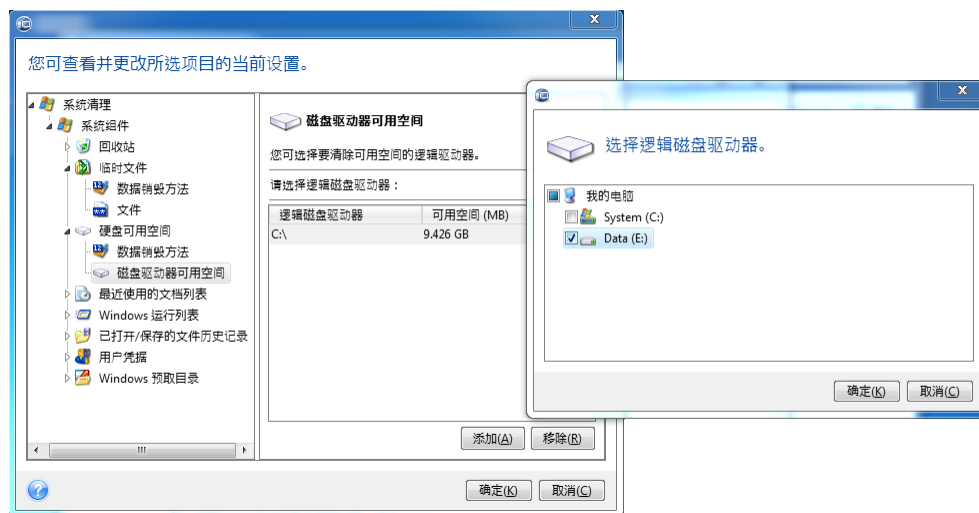 您可查看并更改所选项目的当前设置。
系统清理
系统组件
回收站
临时文件
数据销毁方法
文件
硬盘可用空间
数据销毁方法
磁盘驱动器可用空间
最近使用的文档列表
Windows 运行列表
已打开/保存的文件历史记录
用户凭据
Windows 预取目录
磁盘驱动器可用空间
您可选择要清除可用空间的逻辑驱动器。
请选择逻辑磁盘驱动器：
逻辑磁盘驱动器 可用空间 (MB)
C:\ 9.426 GB
添加(A) 移除(R)
确定(K) 取消(C)
选择逻辑磁盘驱动器。
我的电脑
System (C:)
Data (E:)
确定(K) 取消(C)